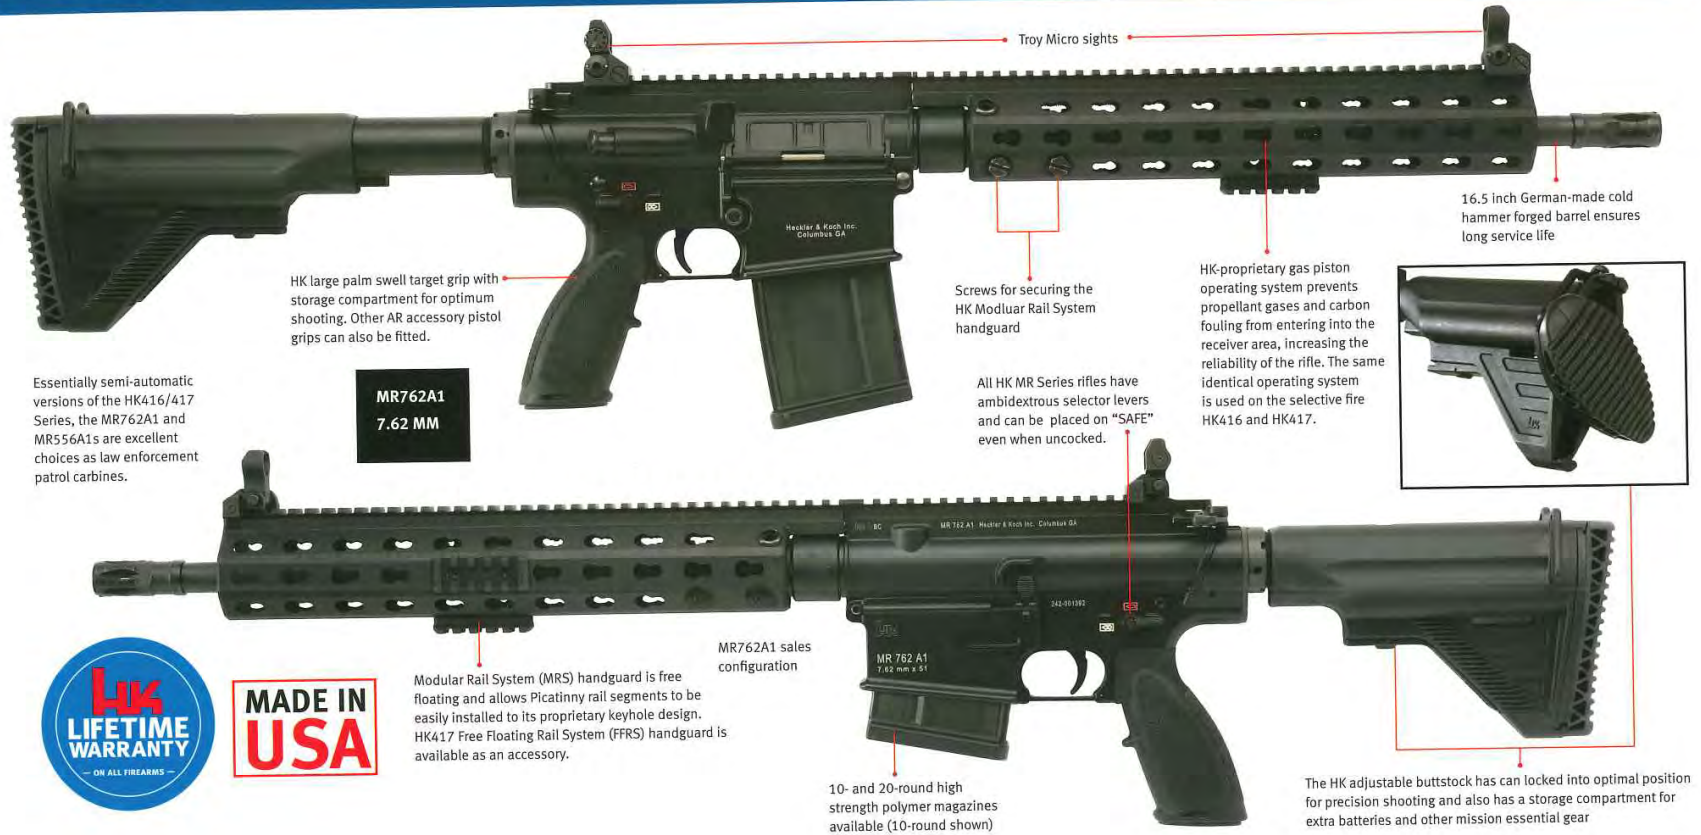 Troy Micro sights
Heckler & Koch Inc.
Columbus GA
16.5 inch German-made cold
hammer forged barrel ensures
long service life
HK large palm swell target grip with
storage compartment for optimum
shooting. Other AR accessory pistol
grips can also be fitted.
Screws for securing the
HK Modluar Rail System
handguard
HK-proprietary gas piston
operating system prevents
propellant gases and carbon
fouling from entering into the
receiver area, increasing the
reliability of the rifle. The same
identical operating system
is used on the selective fire
HK416 and HK417.
Essentially semi-automatic
versions of the HK416/417
Series, the MR762A1 and
MR556A1s are excellent
choices as law enforcement
patrol carbines.
MR762A1
7.62 MM
All HK MR Series rifles have
ambidextrous selector levers
and can be placed on “SAFE”
even when uncocked.
HK
BC
MR 762 A1 Heckler & Koch Inc. Columbus GA
242-001393
HK
MR 762 A1
7.62 mm x 51
MR762A1 sales
configuration
HK
LIFETIME
WARRANTY
— ON ALL FIREARMS —
MADE IN
USA
Modular Rail System (MRS) handguard is free
floating and allows Picatinny rail segments to be
easily installed to its proprietary keyhole design.
HK417 Free Floating Rail System (FFRS) handguard is
available as an accessory.
10- and 20-round high
strength polymer magazines
available (10-round shown)
The HK adjustable buttstock has can locked into optimal position
for precision shooting and also has a storage compartment for
extra batteries and other mission essential gear